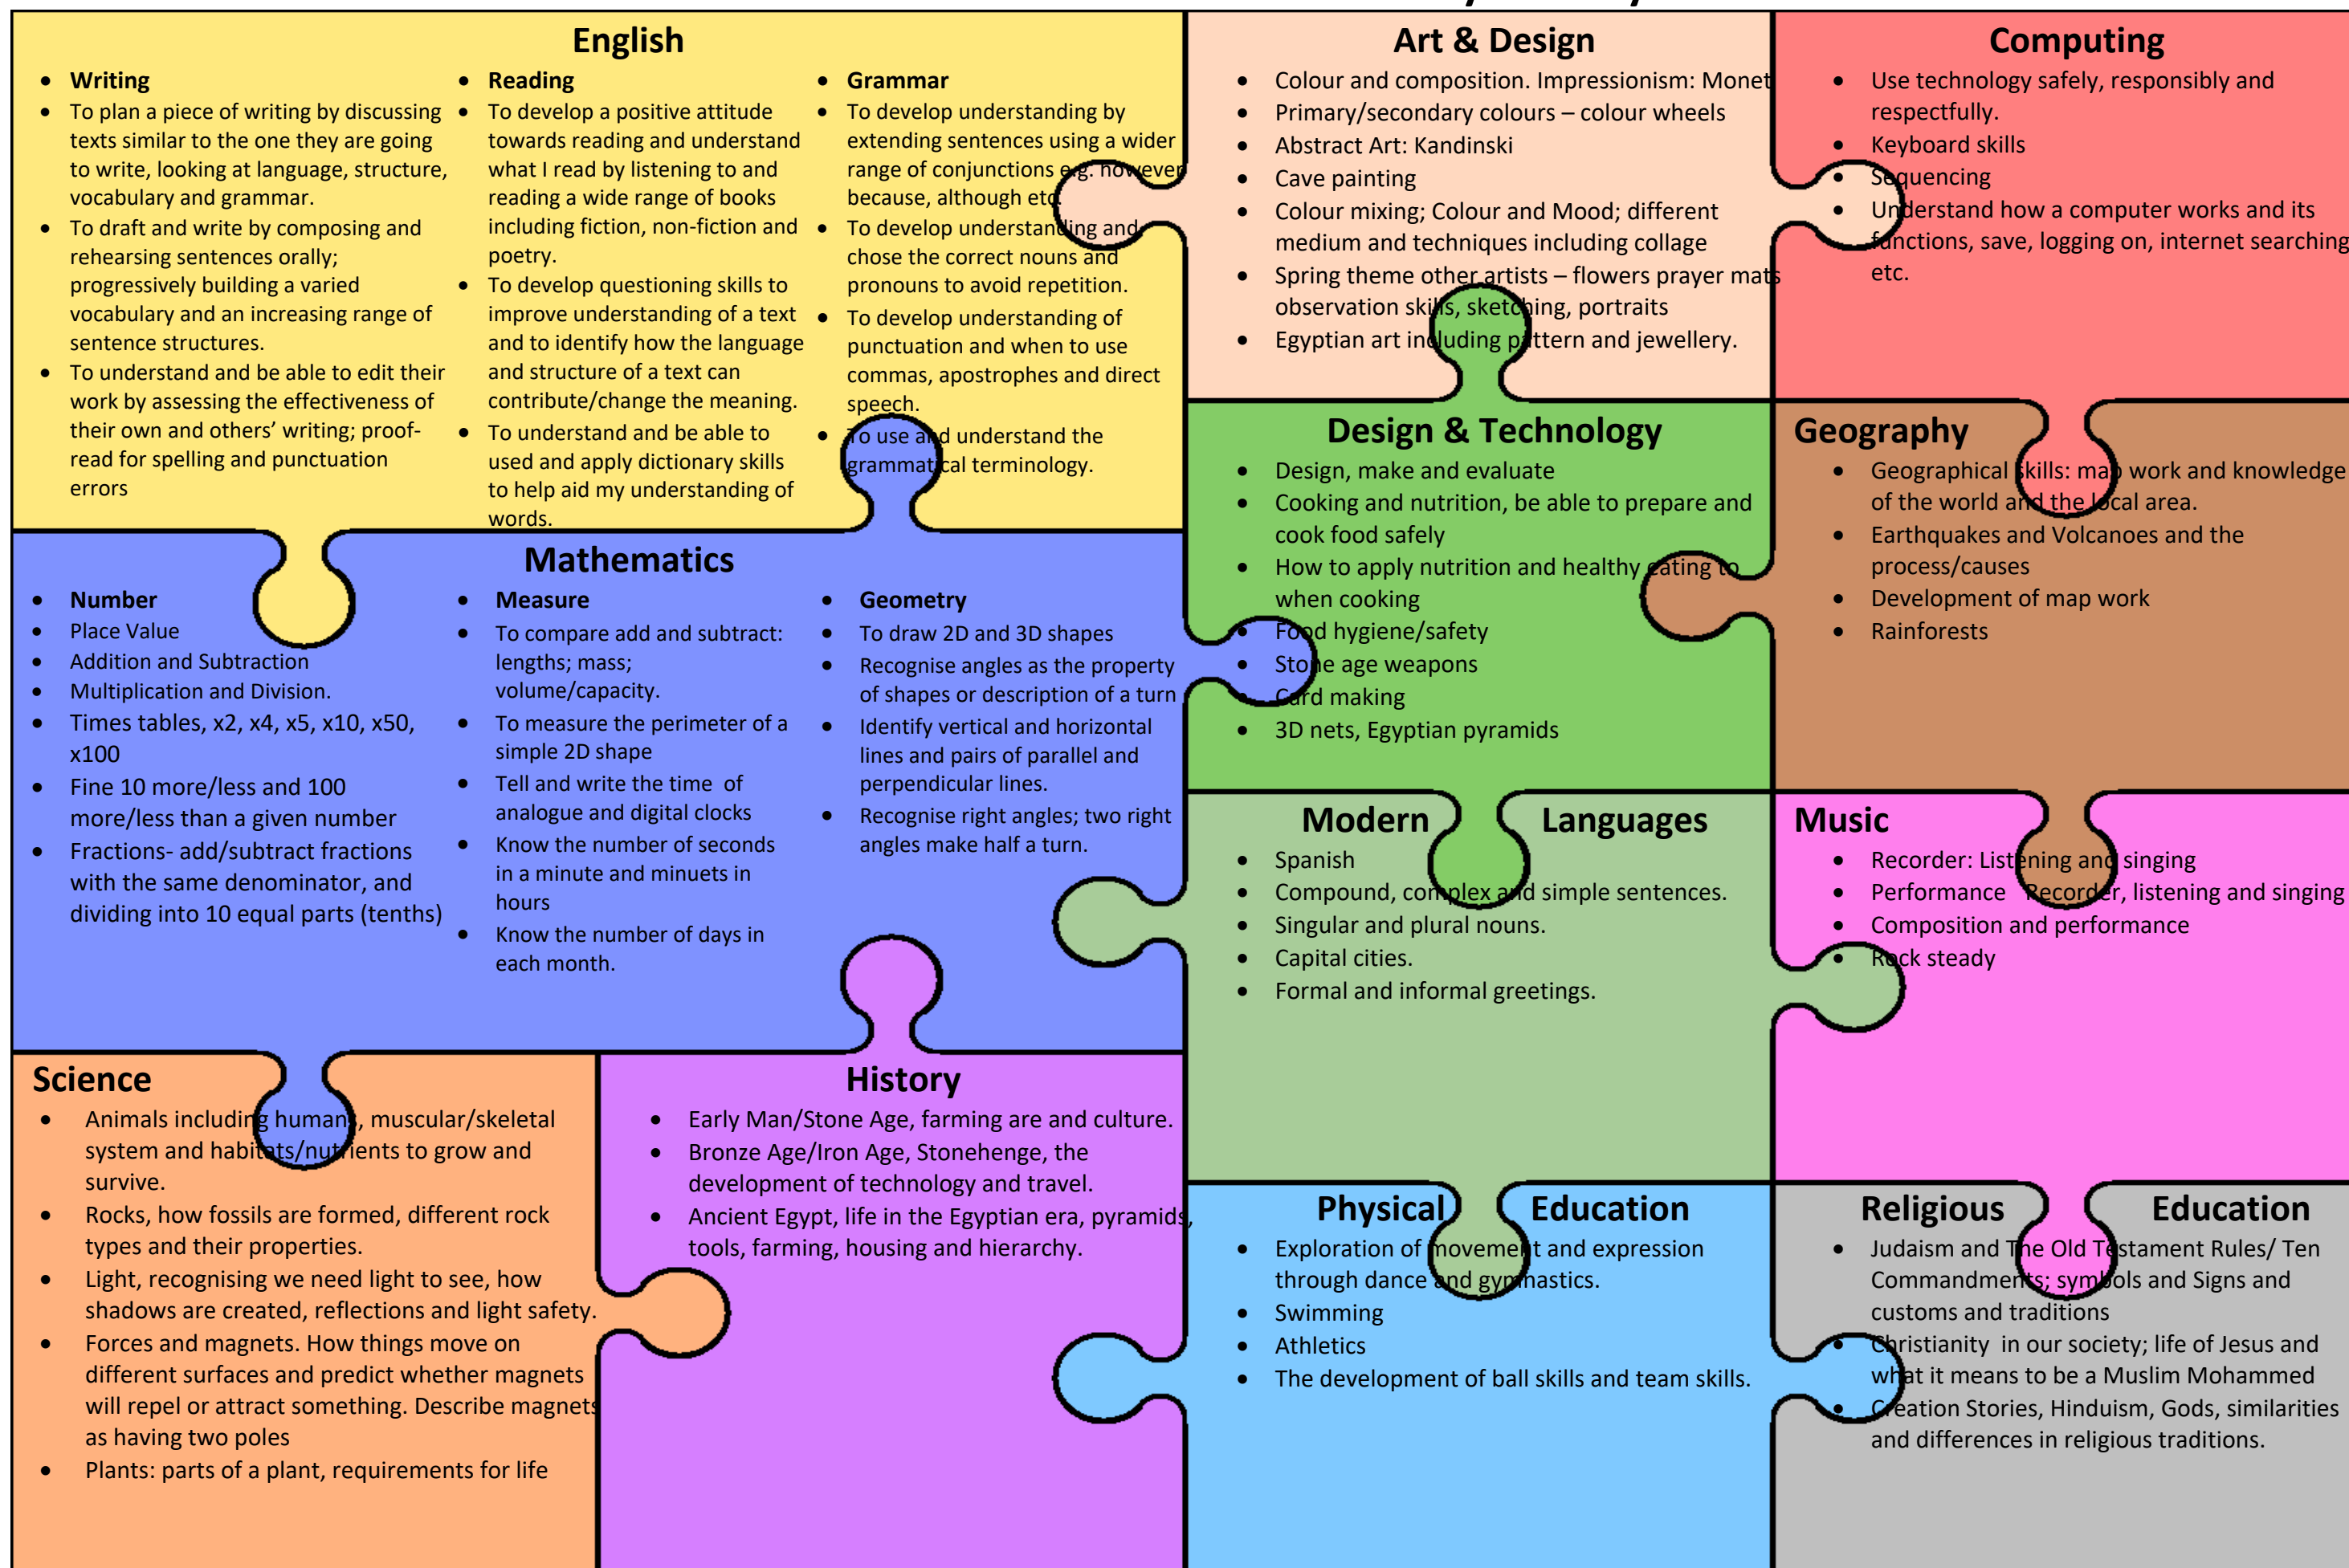 English
• Writing
• To plan a piece of writing by discussing
texts similar to the one they are going
to write, looking at language, structure,
vocabulary and grammar.
• To draft and write by composing and
rehearsing sentences orally;
progressively building a varied
vocabulary and an increasing range of
sentence structures.
• To understand and be able to edit their
work by assessing the effectiveness of
their own and others’ writing; proof-
read for spelling and punctuation
errors
• Reading
• To develop a positive attitude
towards reading and understand
what I read by listening to and
reading a wide range of books
including fiction, non-fiction and
poetry.
• To develop questioning skills to
improve understanding of a text
and to identify how the language
and structure of a text can
contribute/change the meaning.
• To understand and be able to
used and apply dictionary skills
to help aid my understanding of
words.
• Grammar
• To develop understanding by
extending sentences using a wider
range of conjunctions e.g. however
because, although etc
• To develop understanding and
chose the correct nouns and
pronouns to avoid repetition.
• To develop understanding of
punctuation and when to use
commas, apostrophes and direct
speech.
• To use and understand the
grammatical terminology.
Art & Design
• Colour and composition. Impressionism: Monet
• Primary/secondary colours – colour wheels
• Abstract Art: Kandinski
• Cave painting
• Colour mixing; Colour and Mood; different
medium and techniques including collage
• Spring theme other artists – flowers prayer mats
observation skills, sketching, portraits
• Egyptian art including pattern and jewellery.
Computing
• Use technology safely, responsibly and
respectfully.
• Keyboard skills
• Sequencing
• Understand how a computer works and its
functions, save, logging on, internet searching
etc.
Design & Technology
• Design, make and evaluate
• Cooking and nutrition, be able to prepare and
cook food safely
• How to apply nutrition and healthy eating to
when cooking
• Food hygiene/safety
• Stone age weapons
• Card making
• 3D nets, Egyptian pyramids
Geography
• Geographical skills: map work and knowledge
of the world and the local area.
• Earthquakes and Volcanoes and the
process/causes
• Development of map work
• Rainforests
Mathematics
• Number
• Place Value
• Addition and Subtraction
• Multiplication and Division.
• Times tables, x2, x4, x5, x10, x50,
x100
• Fine 10 more/less and 100
more/less than a given number
• Fractions- add/subtract fractions
with the same denominator, and
dividing into 10 equal parts (tenths)
• Measure
• To compare add and subtract:
lengths; mass;
volume/capacity.
• To measure the perimeter of a
simple 2D shape
• Tell and write the time of
analogue and digital clocks
• Know the number of seconds
in a minute and minuets in
hours
• Know the number of days in
each month.
• Geometry
• To draw 2D and 3D shapes
• Recognise angles as the property
of shapes or description of a turn
• Identify vertical and horizontal
lines and pairs of parallel and
perpendicular lines.
• Recognise right angles; two right
angles make half a turn.
Modern Languages
• Spanish
• Compound, complex and simple sentences.
• Singular and plural nouns.
• Capital cities.
• Formal and informal greetings.
Music
• Recorder: Listening and singing
• Performance Recorder, listening and singing
• Composition and performance
• Rock steady
Science
• Animals including humans, muscular/skeletal
system and habitats/nutrients to grow and
survive.
• Rocks, how fossils are formed, different rock
types and their properties.
• Light, recognising we need light to see, how
shadows are created, reflections and light safety.
• Forces and magnets. How things move on
different surfaces and predict whether magnets
will repel or attract something. Describe magnets
as having two poles
• Plants: parts of a plant, requirements for life
History
• Early Man/Stone Age, farming are and culture.
• Bronze Age/Iron Age, Stonehenge, the
development of technology and travel.
• Ancient Egypt, life in the Egyptian era, pyramids,
tools, farming, housing and hierarchy.
Physical Education
• Exploration of movement and expression
through dance and gymnastics.
• Swimming
• Athletics
• The development of ball skills and team skills.
Religious Education
• Judaism and The Old Testament Rules/ Ten
Commandments; symbols and Signs and
customs and traditions
• Christianity in our society; life of Jesus and
what it means to be a Muslim Mohammed
• Creation Stories, Hinduism, Gods, similarities
and differences in religious traditions.